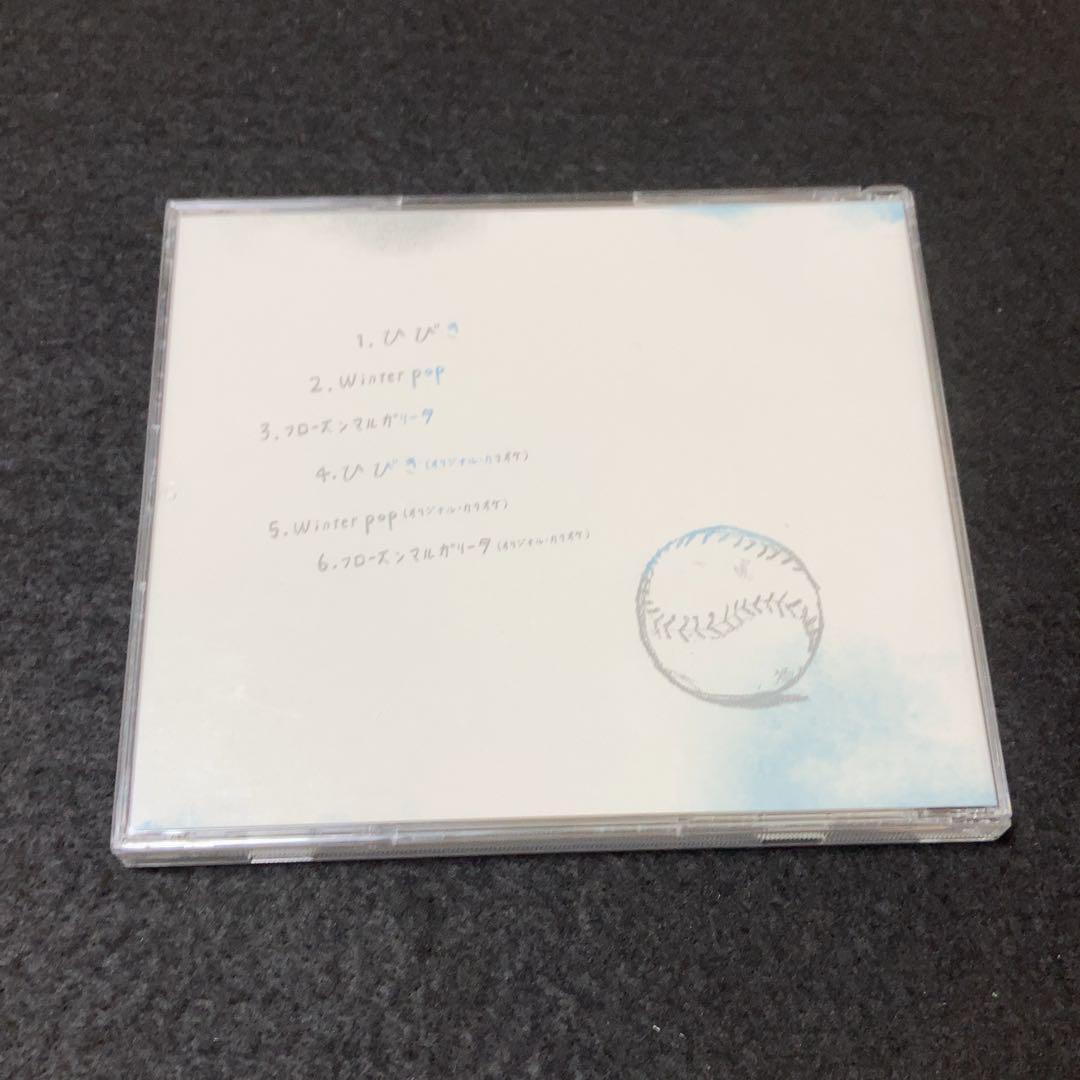 1. ひびき
2. Winter pop
3. フローズンマルガリータ
4. ひびき (オリジナル・カラオケ)
5. Winter pop (オリジナル・カラオケ)
6. フローズンマルガリータ (オリジナル・カラオケ)